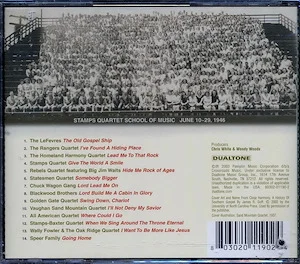 STAMPS QUARTET SCHOOL OF MUSIC JUNE 10–29, 1946
1. The LeFevres The Old Gospel Ship
2. The Rangers Quartet I've Found A Hiding Place
3. The Homeland Harmony Quartet Lead Me To That Rock
4. Stamps Quartet Give The World A Smile
5. Rebels Quartet featuring Big Jim Waits Hide Me Rock of Ages
6. Statesmen Quartet Somebody Bigger
7. Chuck Wagon Gang Lord Lead Me On
8. Blackwood Brothers Lord Build Me A Cabin In Glory
9. Golden Gate Quartet Swing Down, Chariot
10. Vaughan Sand Mountain Quartet I'll Not Deny My Savior
11. All American Quartet Where Could I Go
12. Stamps-Baxter Quartet When We Sing Around The Throne Eternal
13. Wally Fowler & The Oak Ridge Quartet I Want To Be More Like Jesus
14. Speer Family Going Home
Producers
Chris White & Wendy Woods
DUALTONE
8 03020 11902